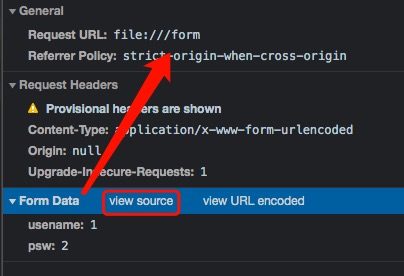 General
Request URL: file:///form
Referrer Policy: strict-origin-when-cross-origin
Request Headers
Provisional headers are shown
Content-Type: application/x-www-form-urlencoded
Origin: null
Upgrade-Insecure-Requests: 1
Form Data view source view URL encoded
usename: 1
psw: 2